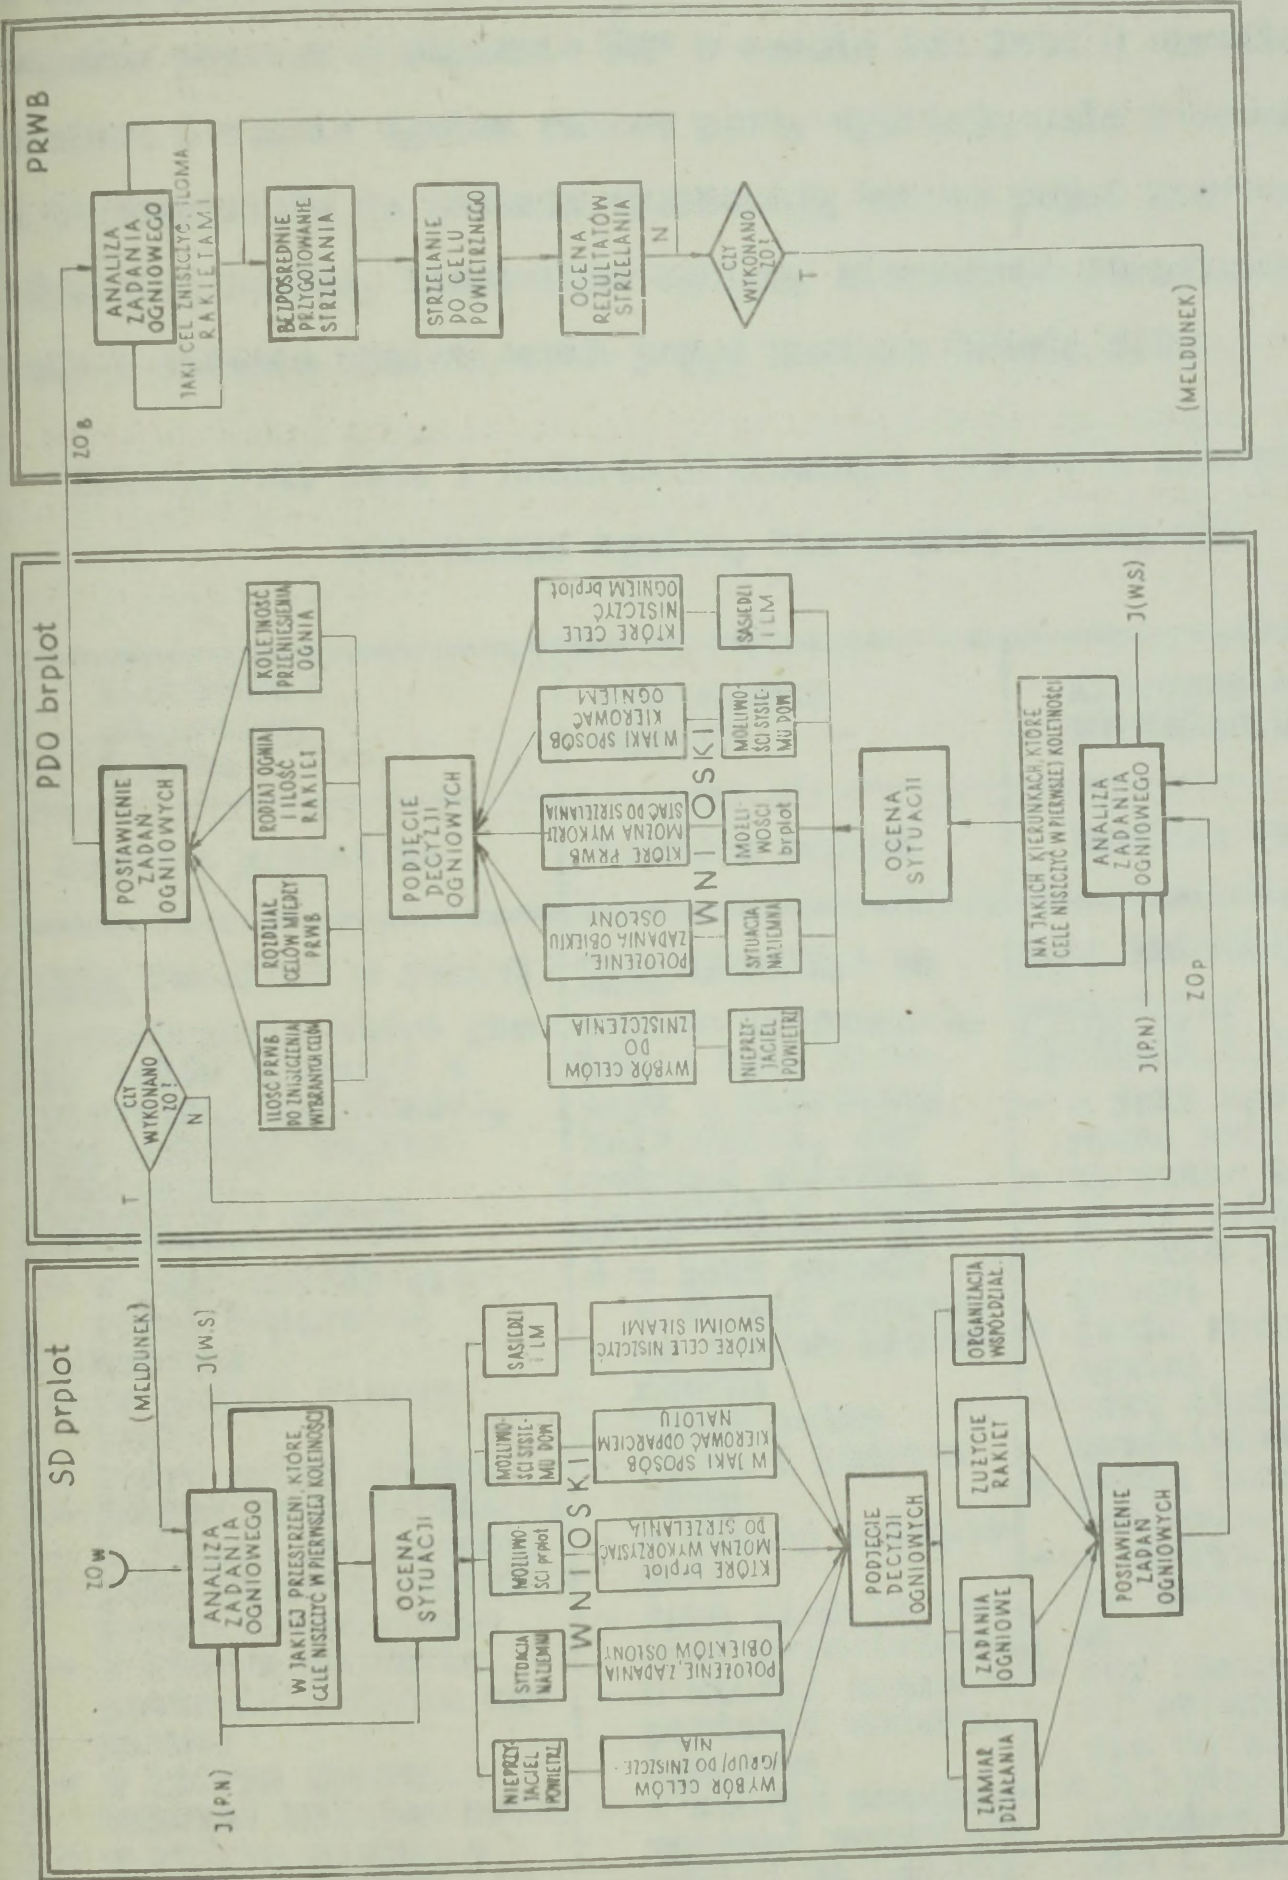 SD prplot
ZOW
(MELDUNEK)
J(P,N)
J(W,S)
ANALIZA
ZADANIA
OGNIOWEGO
W JAKIEJ PRZESTRZENI, KTÓRE
CELE NISZCZYĆ W PIERWSZEJ KOLEJNOŚCI
OCENA
SYTUACJI
NIEPRZY-
JACIEL
POWIETRZ
SYTUACJA
NAZIEMNA
MOŻLIWO-
ŚCI prplot
MOŻLIWO-
ŚCI SYSTE-
MU DOW
SĄSIEDZI
I LM
WNIOSKI
WYBÓR CELÓW
/GRUP/ DO ZNISZCZE-
NIA
POŁOŻENIE, ZADANIA
OBIEKTÓW OSŁONY
KTÓRE brplot
MOŻNA WYKORZYSTAĆ
DO STRZELANIA
W JAKI SPOSÓB
KIEROWAĆ ODPARCIEM
NALOTU
KTÓRE CELE NISZCZYĆ
SWOIMI SIŁAMI
PODJĘCIE
DECYZJI
OGNIOWYCH
ZAMIAR
DZIAŁANIA
ZADANIA
OGNIOWE
ZUŻYCIE
RAKIET
ORGANIZACJA
WSPÓŁDZIAŁ.
POSTAWIENIE
ZADAŃ
OGNIOWYCH
PDO brplot
T
CZY
WYKONANO
ZO?
N
POSTAWIENIE
ZADAŃ
OGNIOWYCH
ILOŚĆ PRWB
DO ZNISZCZENIA
WYBRANYCH CELÓW
ROZDZIAŁ
CELÓW MIĘDZY
PRWB
RODZAJ OGNIA
I ILOŚĆ
RAKIET
KOLEJNOŚĆ
PRZENIESIENIA
OGNIA
PODJĘCIE
DECYZJI
OGNIOWYCH
WYBÓR CELÓW
DO
ZNISZCZENIA
POŁOŻENIE,
ZADANIA OBIEKTU
OSŁONY
KTÓRE PRWB
MOŻNA WYKORZY-
STAĆ DO STRZELANIA
W JAKI SPOSÓB
KIEROWAĆ
OGNIEM
KTÓRE CELE
NISZCZYĆ
OGNIEM brplot
WNIOSKI
NIEPRZY-
JACIEL
POWIETRZ
SYTUACJA
NAZIEMNA
MOŻLI-
WOŚCI
brplot
MOŻLIWO-
ŚCI SYSTE-
MU DOW
SĄSIEDZI
I LM
OCENA
SYTUACJI
NA JAKICH KIERUNKACH, KTÓRE
CELE NISZCZYĆ W PIERWSZEJ KOLEJNOŚCI
ANALIZA
ZADANIA
OGNIOWEGO
J(P,N)
J(W,S)
ZOP
PRWB
ZOB
ANALIZA
ZADANIA
OGNIOWEGO
JAKI CEL ZNISZCZYĆ, ILOMA
RAKIETAMI
BEZPOŚREDNIE
PRZYGOTOWANIE
STRZELANIA
STRZELANIE
DO CELU
POWIETRZNEGO
OCENA
REZULTATÓW
STRZELANIA
N
CZY
WYKONANO
ZO?
T
(MELDUNEK)